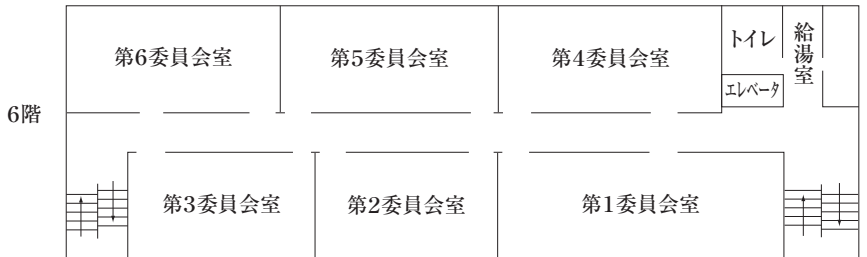 6階
第6委員会室
第5委員会室
第4委員会室
トイレ
給湯室
エレベータ
第3委員会室
第2委員会室
第1委員会室